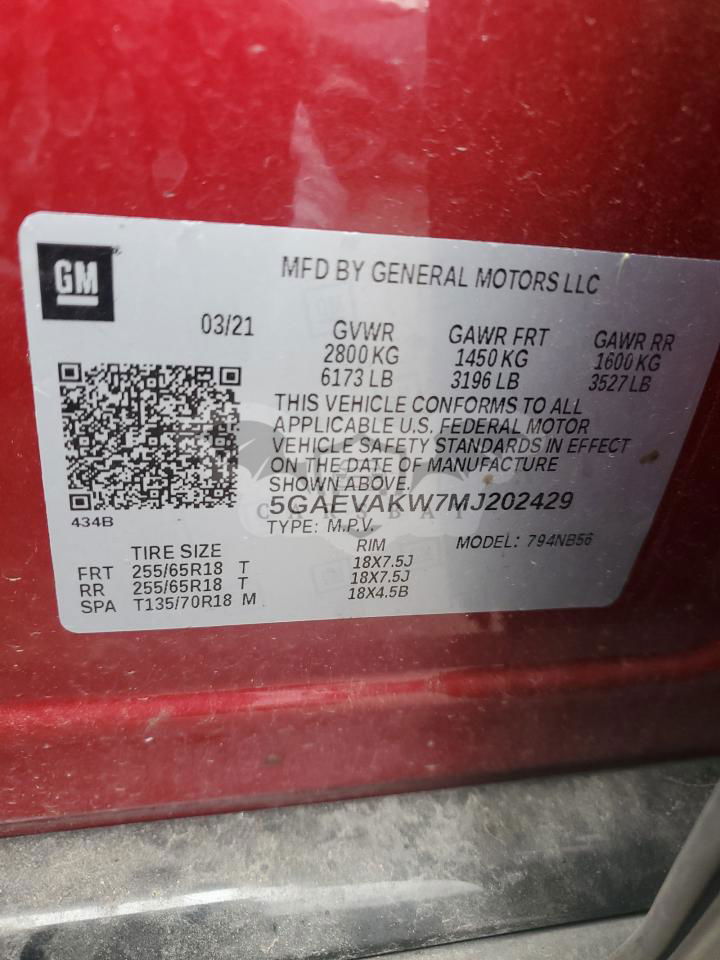 GM
MFD BY GENERAL MOTORS LLC
03/21
GVWR GAWR FRT GAWR RR
2800 KG 1450 KG 1600 KG
6173 LB 3196 LB 3527 LB
THIS VEHICLE CONFORMS TO ALL
APPLICABLE U.S. FEDERAL MOTOR
VEHICLE SAFETY STANDARDS IN EFFECT
ON THE DATE OF MANUFACTURE
SHOWN ABOVE.
434B
5GAEVAKW7MJ202429
TYPE: M.P.V. MODEL: 794NB56
TIRE SIZE RIM
FRT 255/65R18 T 18X7.5J
RR 255/65R18 T 18X7.5J
SPA T135/70R18 M 18X4.5B